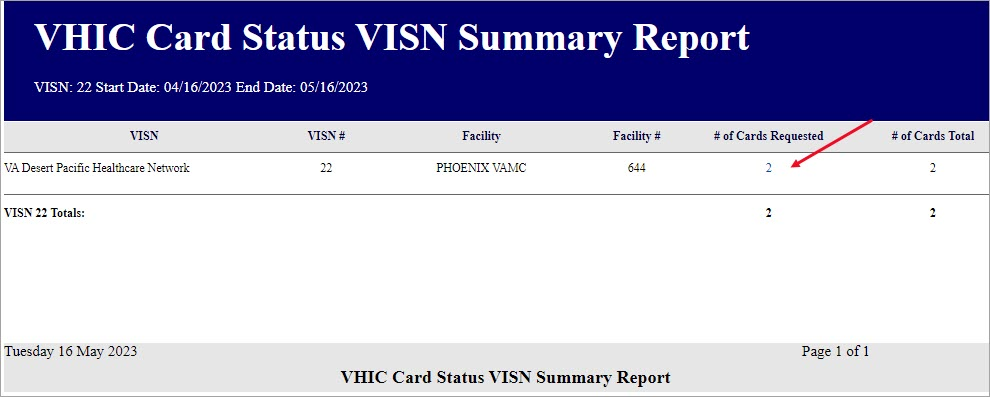 VHIC Card Status VISN Summary Report
VISN: 22 Start Date: 04/16/2023 End Date: 05/16/2023
VISN VISN # Facility Facility # # of Cards Requested # of Cards Total
VA Desert Pacific Healthcare Network 22 PHOENIX VAMC 644 2 2
VISN 22 Totals: 2 2
Tuesday 16 May 2023 Page 1 of 1
VHIC Card Status VISN Summary Report